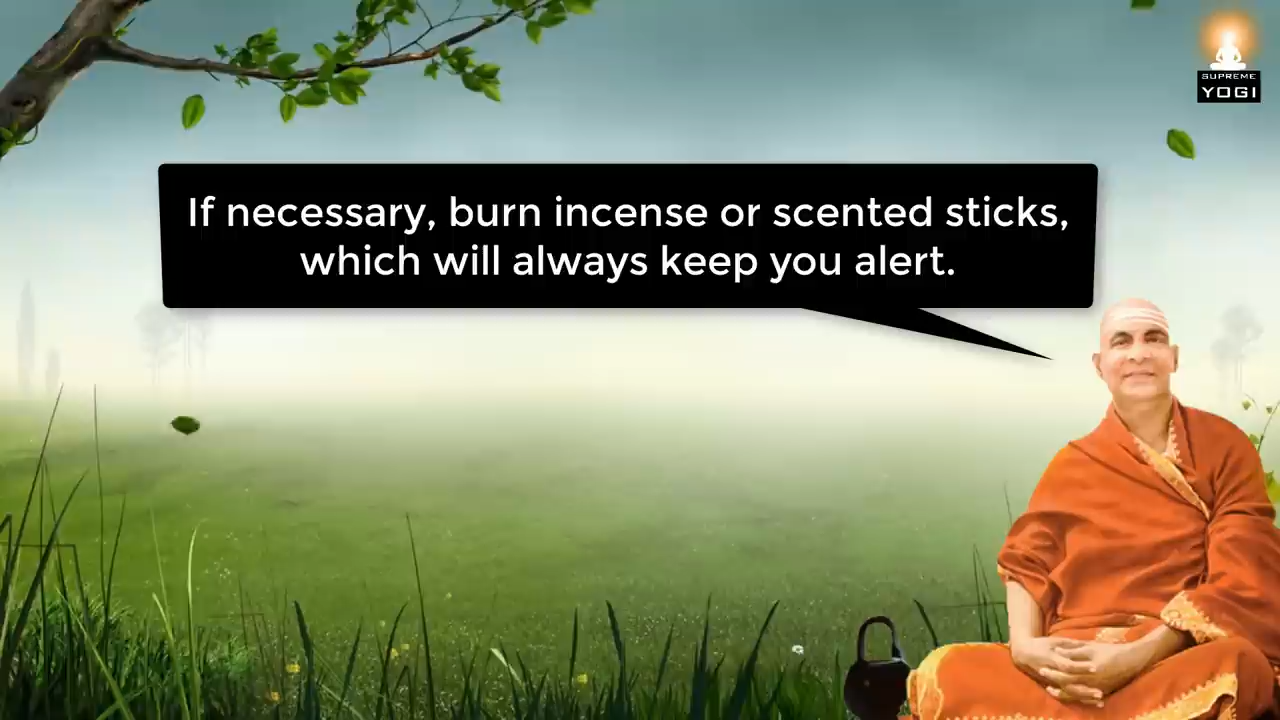 SUPREME
YOGI
If necessary, burn incense or scented sticks,
which will always keep you alert.